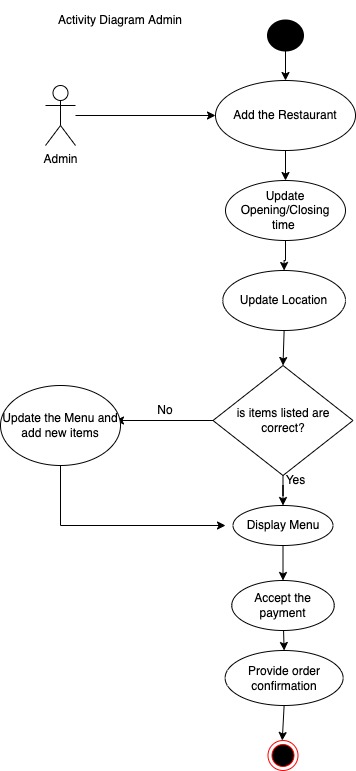 Activity Diagram Admin
Add the Restaurant
Admin
Update
Opening/Closing
time
Update Location
is items listed are
correct?
No
Update the Menu and
add new items
Yes
Display Menu
Accept the
payment
Provide order
confirmation